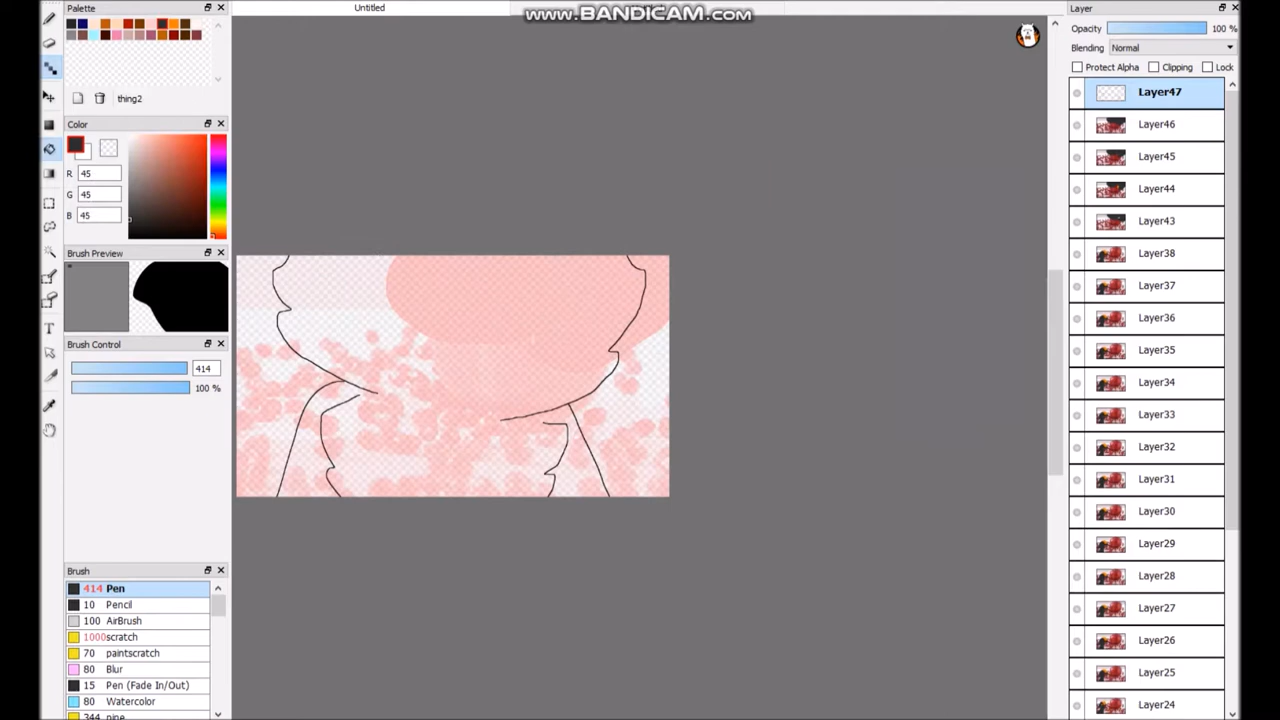 Palette
Untitled
www.BANDICAM.com
Layer
Opacity 100 %
Blending Normal
Protect Alpha Clipping Lock
thing2
Color
R 45
G 45
B 45
Brush Preview
Brush Control
414
100 %
Brush
414 Pen
10 Pencil
100 AirBrush
1000scratch
70 paintscratch
80 Blur
15 Pen (Fade In/Out)
80 Watercolor
344 nine
Layer47
Layer46
Layer45
Layer44
Layer43
Layer38
Layer37
Layer36
Layer35
Layer34
Layer33
Layer32
Layer31
Layer30
Layer29
Layer28
Layer27
Layer26
Layer25
Layer24